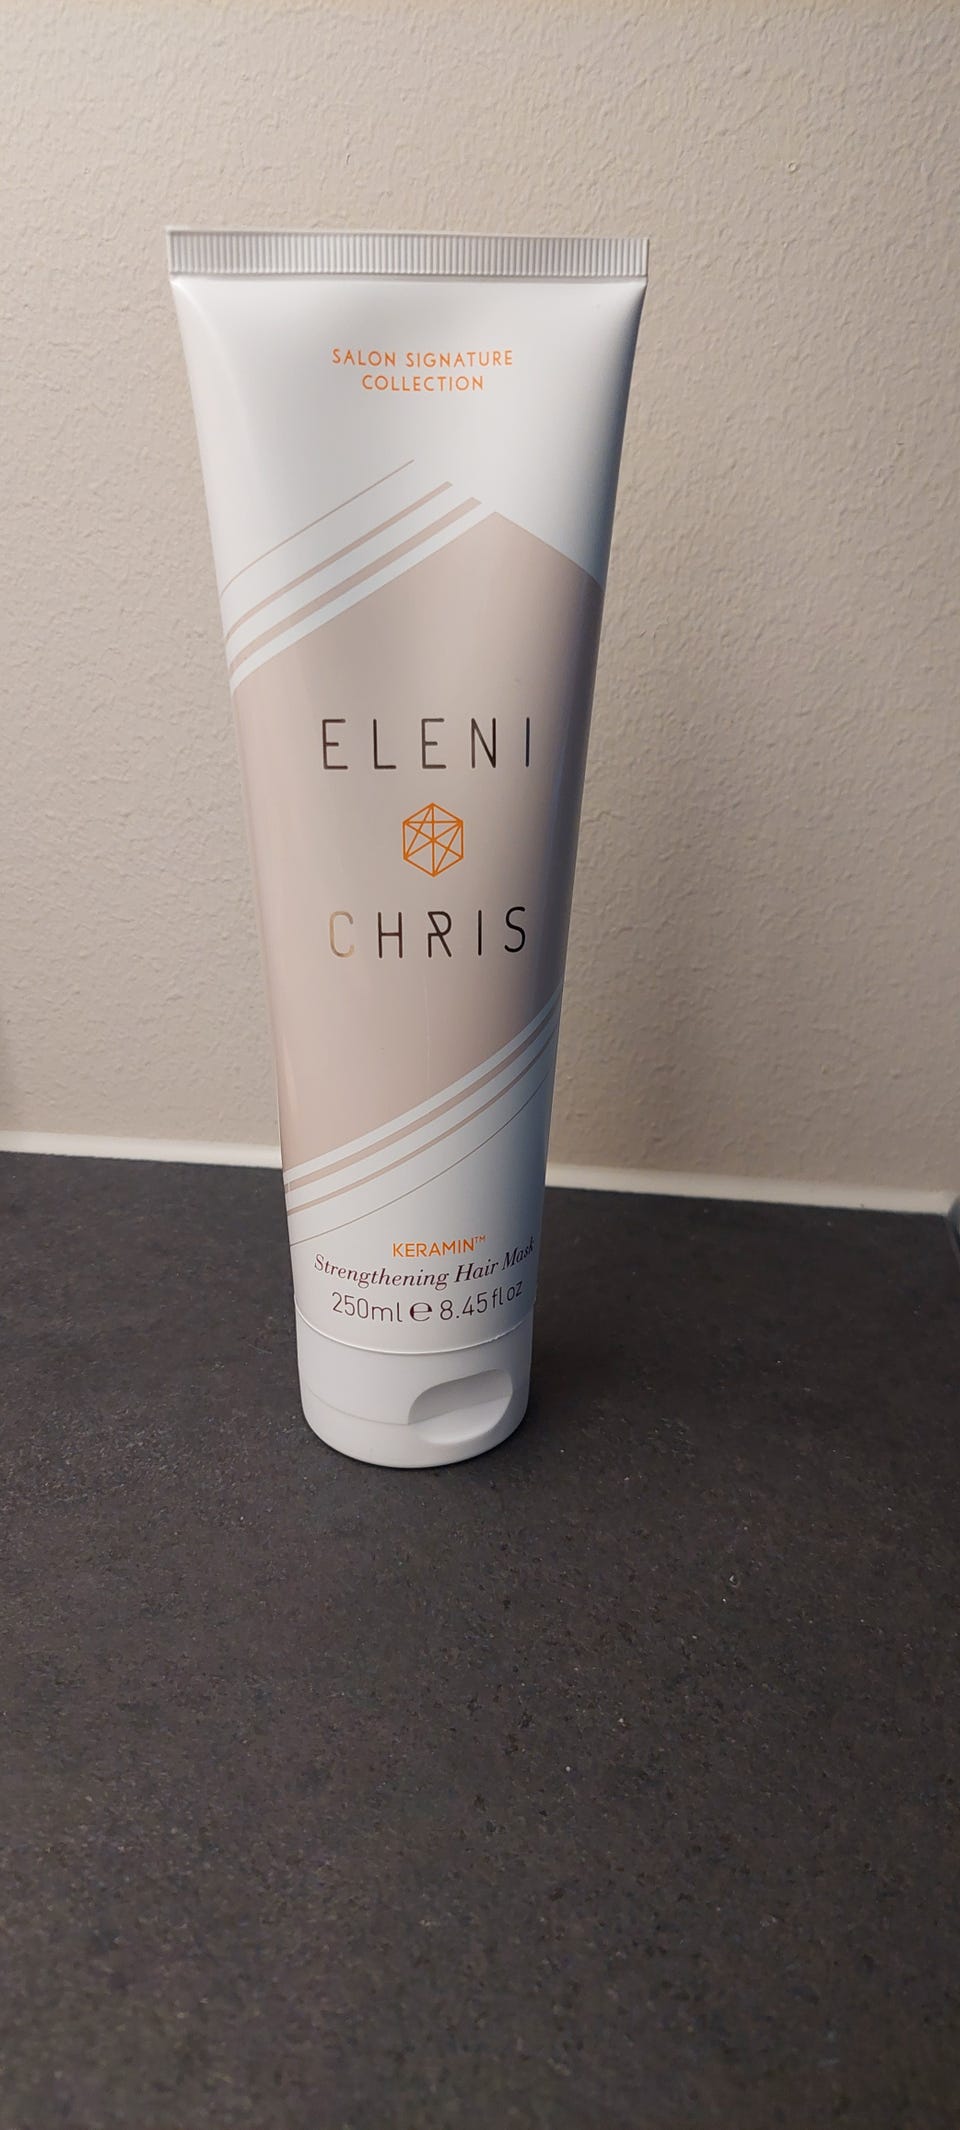 SALON SIGNATURE
COLLECTION
ELENI
CHRIS
KERAMIN™
Strengthening Hair Mask
250ml ℮ 8.45 fl oz